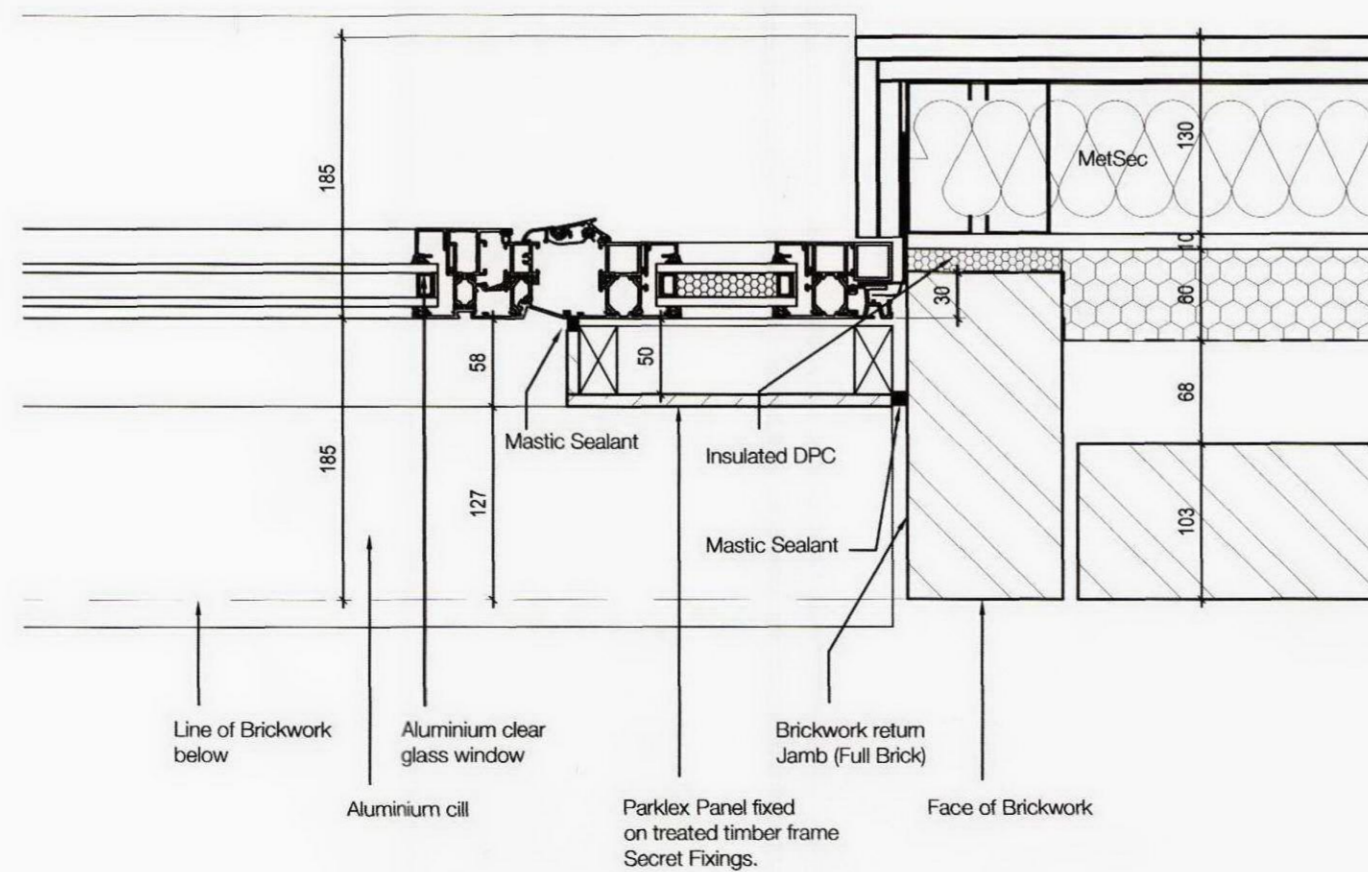 185
130
MetSec
10
80
30
58
50
68
Mastic Sealant
Insulated DPC
185
127
Mastic Sealant
103
Line of Brickwork
below
Aluminium clear
glass window
Brickwork return
Jamb (Full Brick)
Aluminium cill
Parklex Panel fixed
on treated timber frame
Secret Fixings.
Face of Brickwork